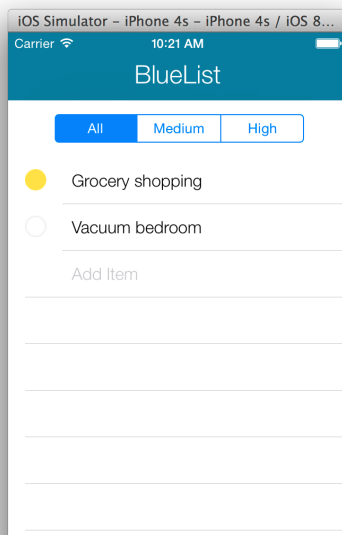 iOS Simulator – iPhone 4s – iPhone 4s / iOS 8...
Carrier 10:21 AM
BlueList
All Medium High
Grocery shopping
Vacuum bedroom
Add Item